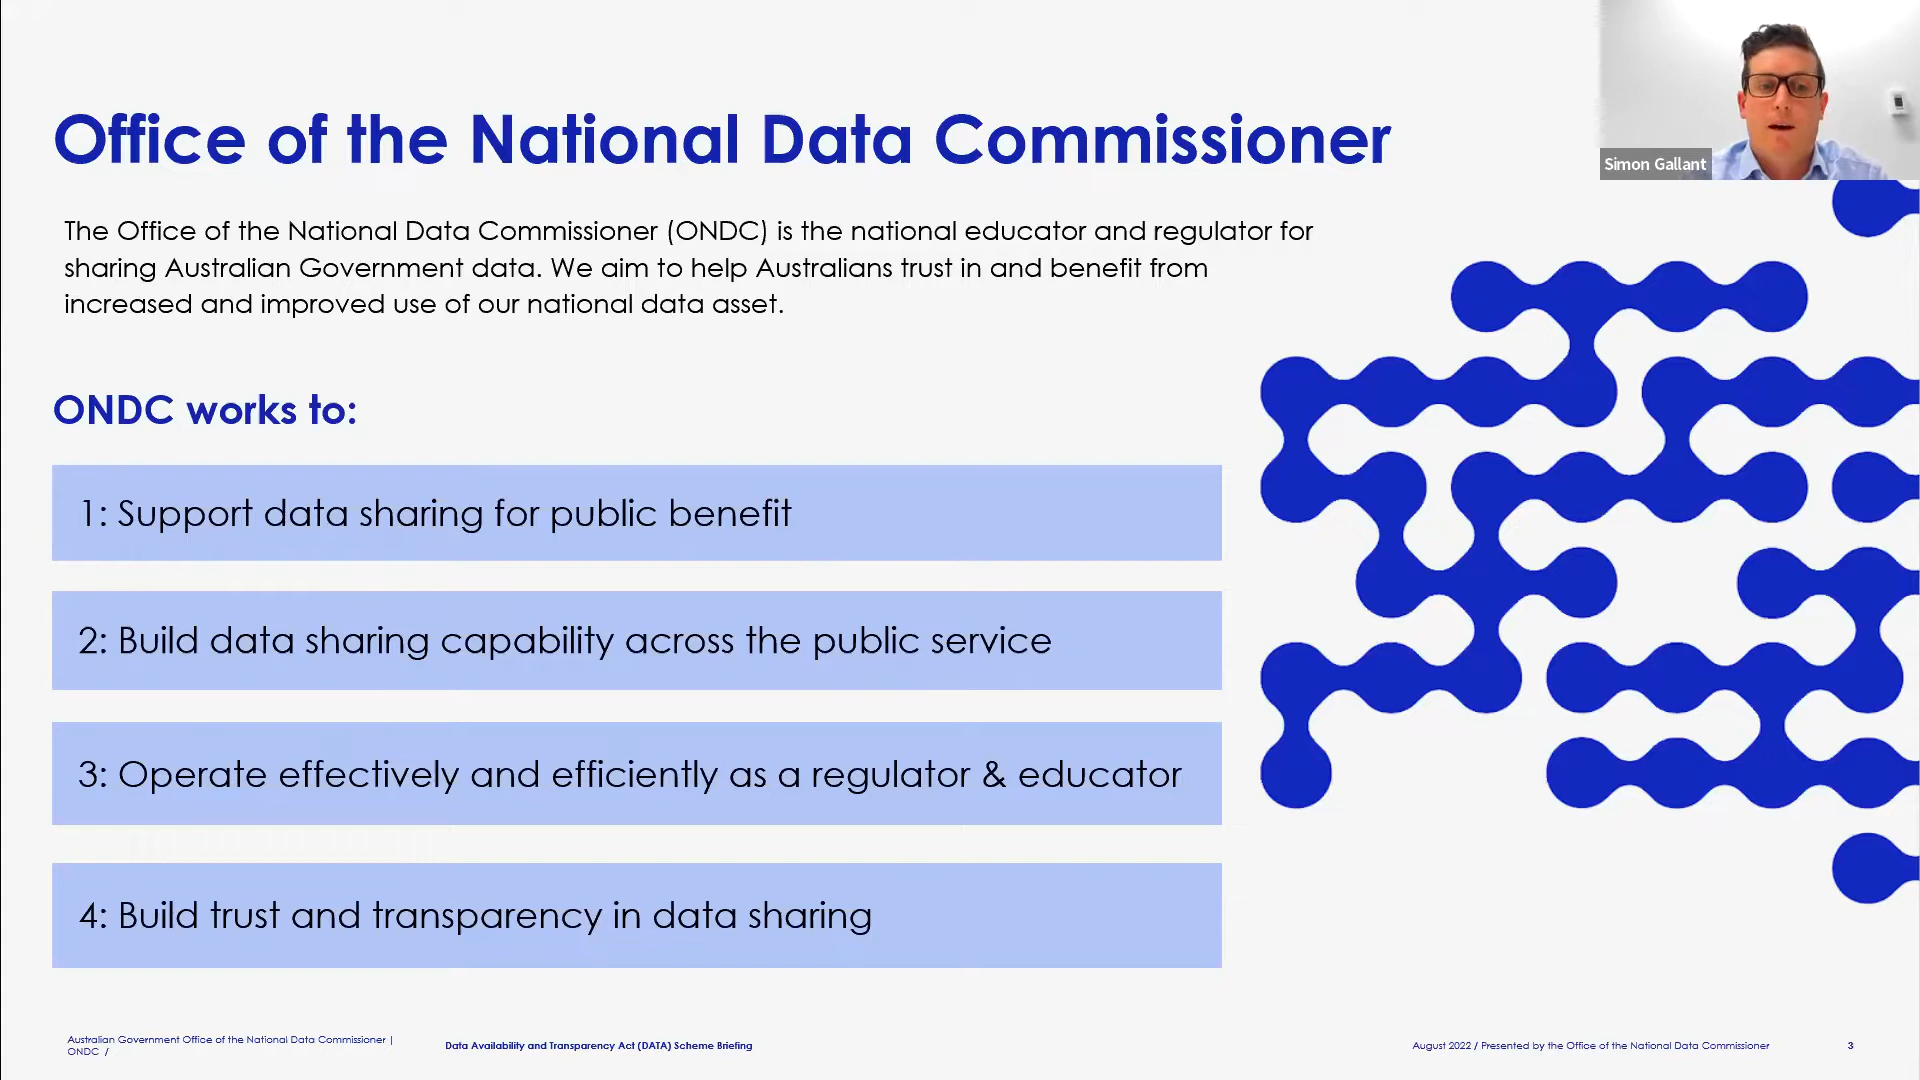 Office of the National Data Commissioner
Simon Gallant
The Office of the National Data Commissioner (ONDC) is the national educator and regulator for
sharing Australian Government data. We aim to help Australians trust in and benefit from
increased and improved use of our national data asset.
ONDC works to:
1: Support data sharing for public benefit
2: Build data sharing capability across the public service
3: Operate effectively and efficiently as a regulator & educator
4: Build trust and transparency in data sharing
Australian Government Office of the National Data Commissioner |
ONDC /
Data Availability and Transparency Act (DATA) Scheme Briefing
August 2022 / Presented by the Office of the National Data Commissioner
3